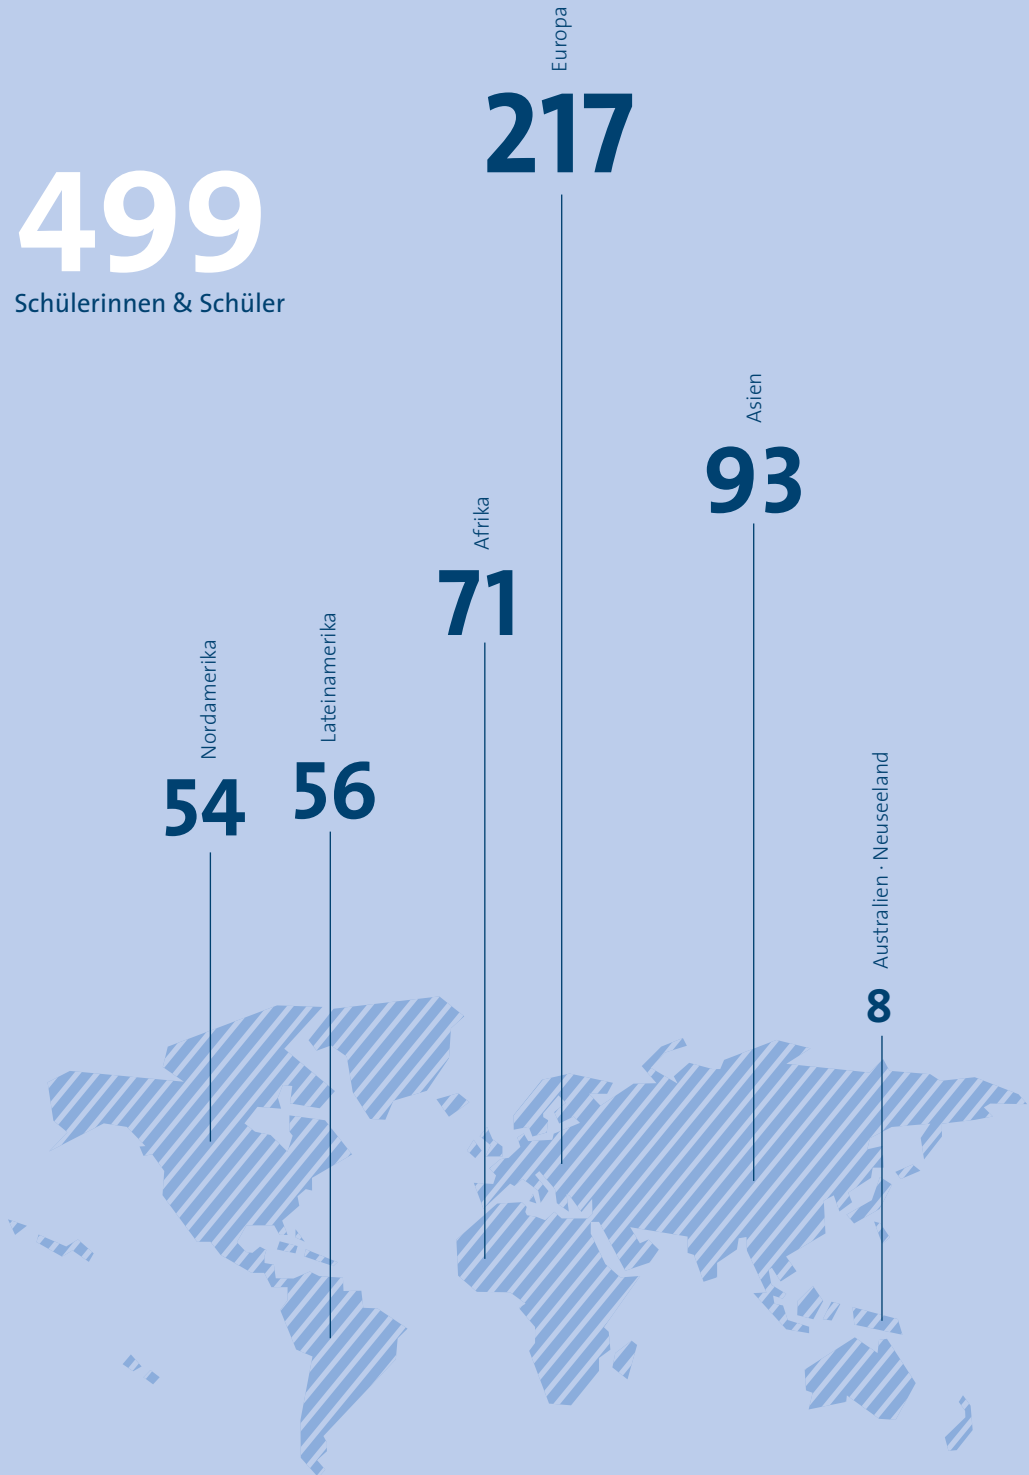 499
Schülerinnen & Schüler
Europa
217
Asien
93
Afrika
71
Nordamerika
54
Lateinamerika
56
Australien · Neuseeland
8